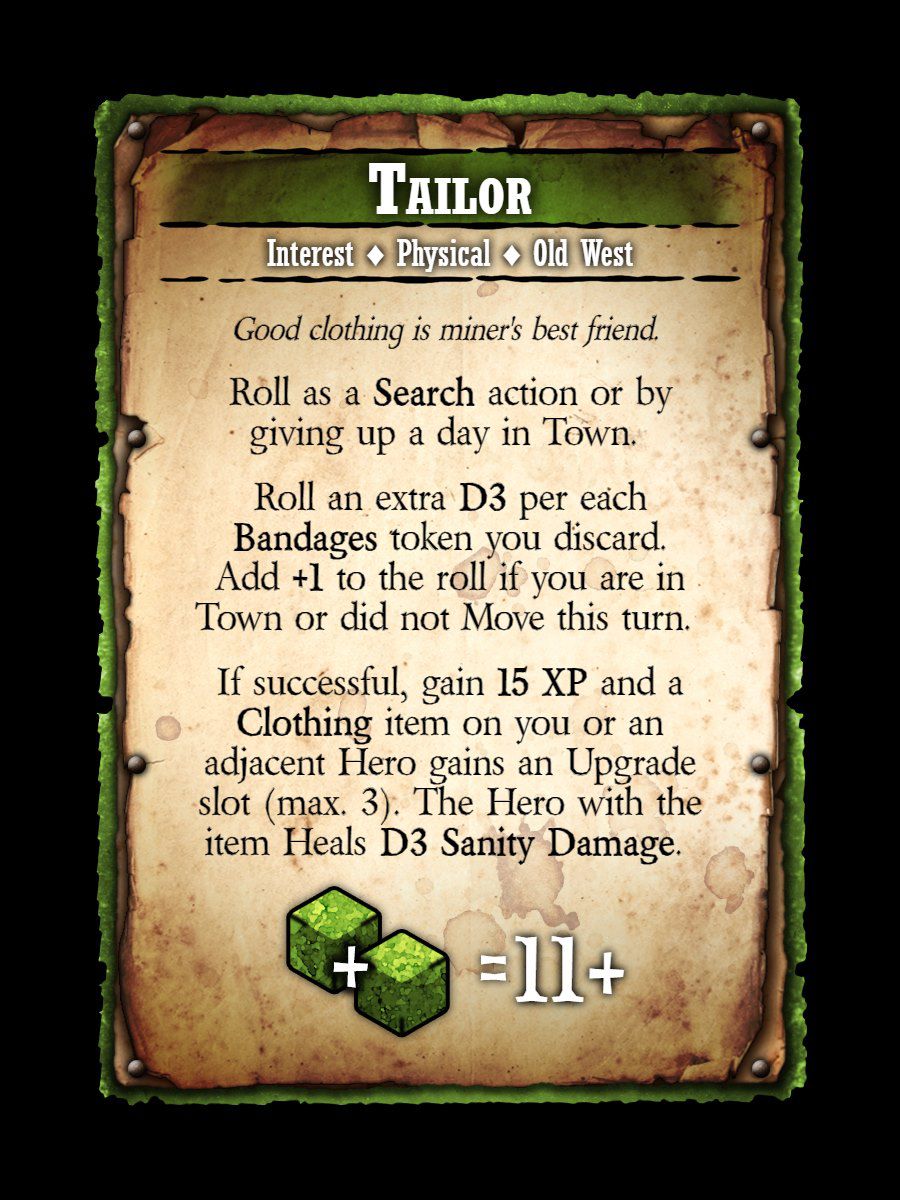 TAILOR
Interest ◆ Physical ◆ Old West
Good clothing is miner's best friend.
Roll as a Search action or by
giving up a day in Town.
Roll an extra D3 per each
Bandages token you discard.
Add +1 to the roll if you are in
Town or did not Move this turn.
If successful, gain 15 XP and a
Clothing item on you or an
adjacent Hero gains an Upgrade
slot (max. 3). The Hero with the
item Heals D3 Sanity Damage.
+ =11+